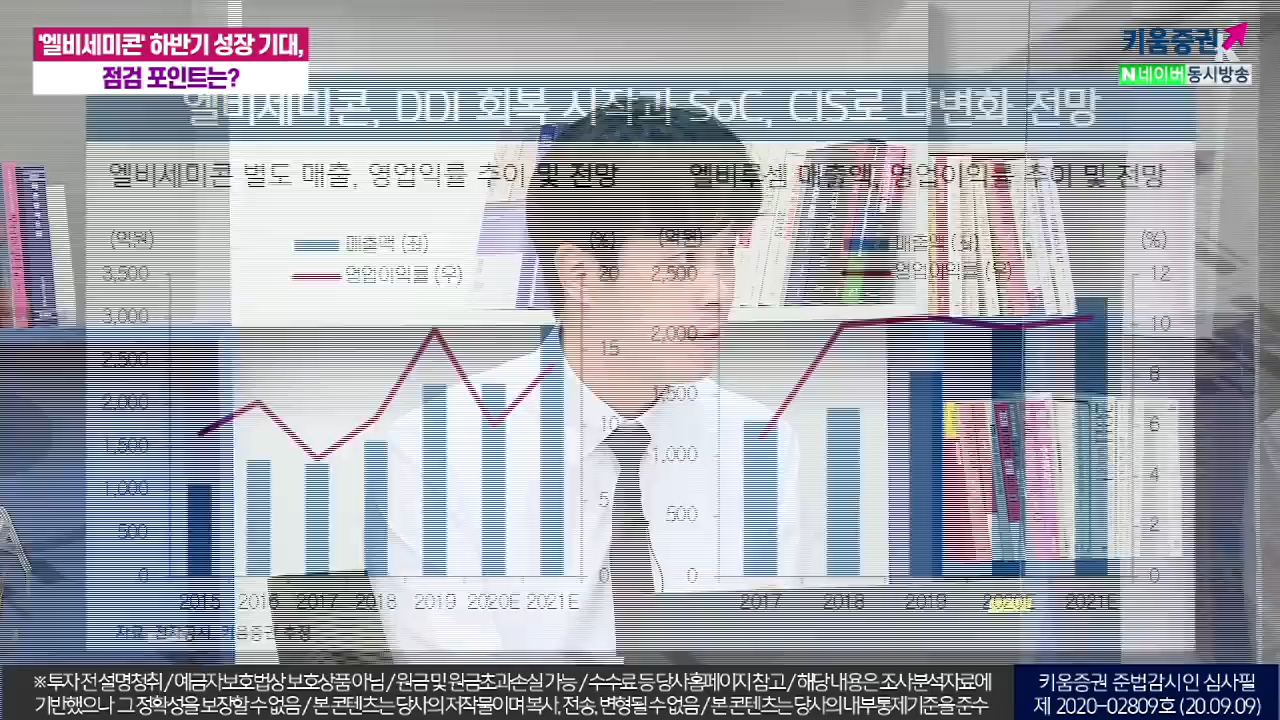 '엘비세미콘' 하반기 성장 기대,
점검 포인트는?
키움증권
N 네이버 동시방송
엘비세미콘, DDI 회복 시작과 SoC, CIS로 다변화 전망
엘비세미콘 별도 매출, 영업익률 추이 및 전망
(억원)
매출액 (좌)
영업이익률 (우)
(%)
3,500
3,000
2,500
2,000
1,500
1,000
500
0
20
15
10
5
0
2015 2016 2017 2018 2019 2020E 2021E
자료: 전자공시, 키움증권 추정
엘비루셈 매출액, 영업이익률 추이 및 전망
(억원)
매출액 (좌)
영업이익률 (우)
(%)
2,500
2,000
1,500
1,000
500
0
12
10
8
6
4
2
0
2017 2018 2019 2020E 2021E
※ 투자 전 설명청취 / 예금자보호법상 보호상품 아님 / 원금 및 원금초과손실 가능 / 수수료 등 당사 홈페이지 참고 / 해당 내용은 조사분석자료에
기반했으나 그 정확성을 보장할 수 없음 / 본 콘텐츠는 당사의 저작물이며 복사, 전송, 변형될 수 없음 / 본 콘텐츠는 당사의 내부통제기준을 준수
키움증권 준법감시인 심사필
제 2020-02809호 (20.09.09)